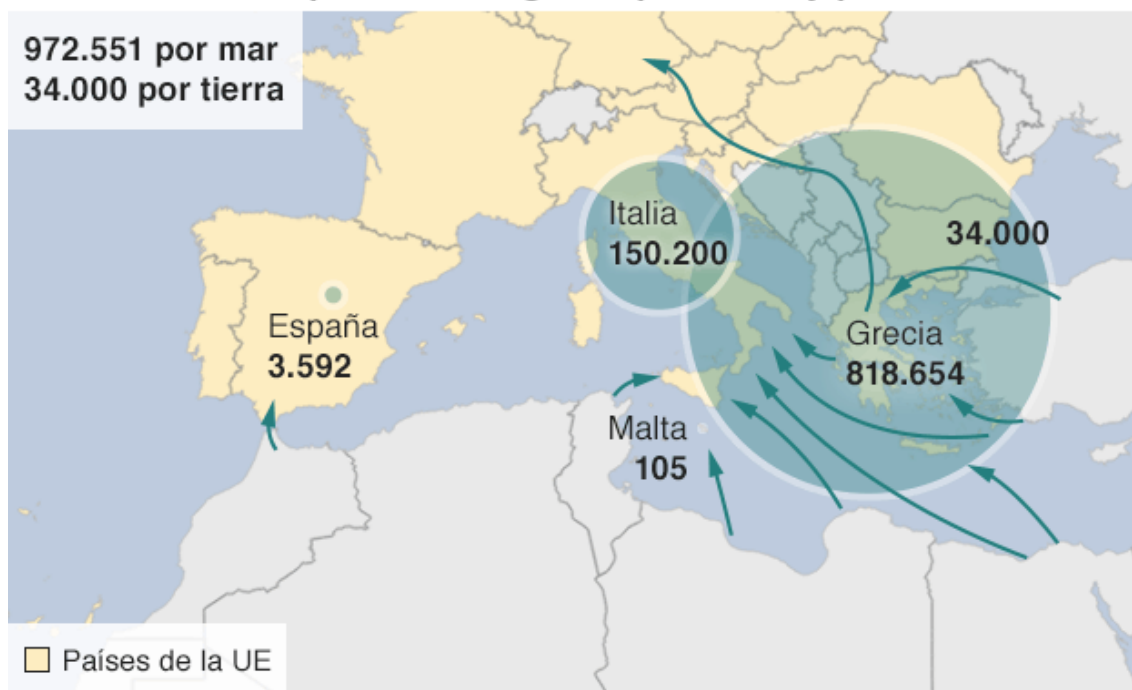 972.551 por mar
34.000 por tierra
Italia
150.200
34.000
España
3.592
Grecia
818.654
Malta
105
Países de la UE